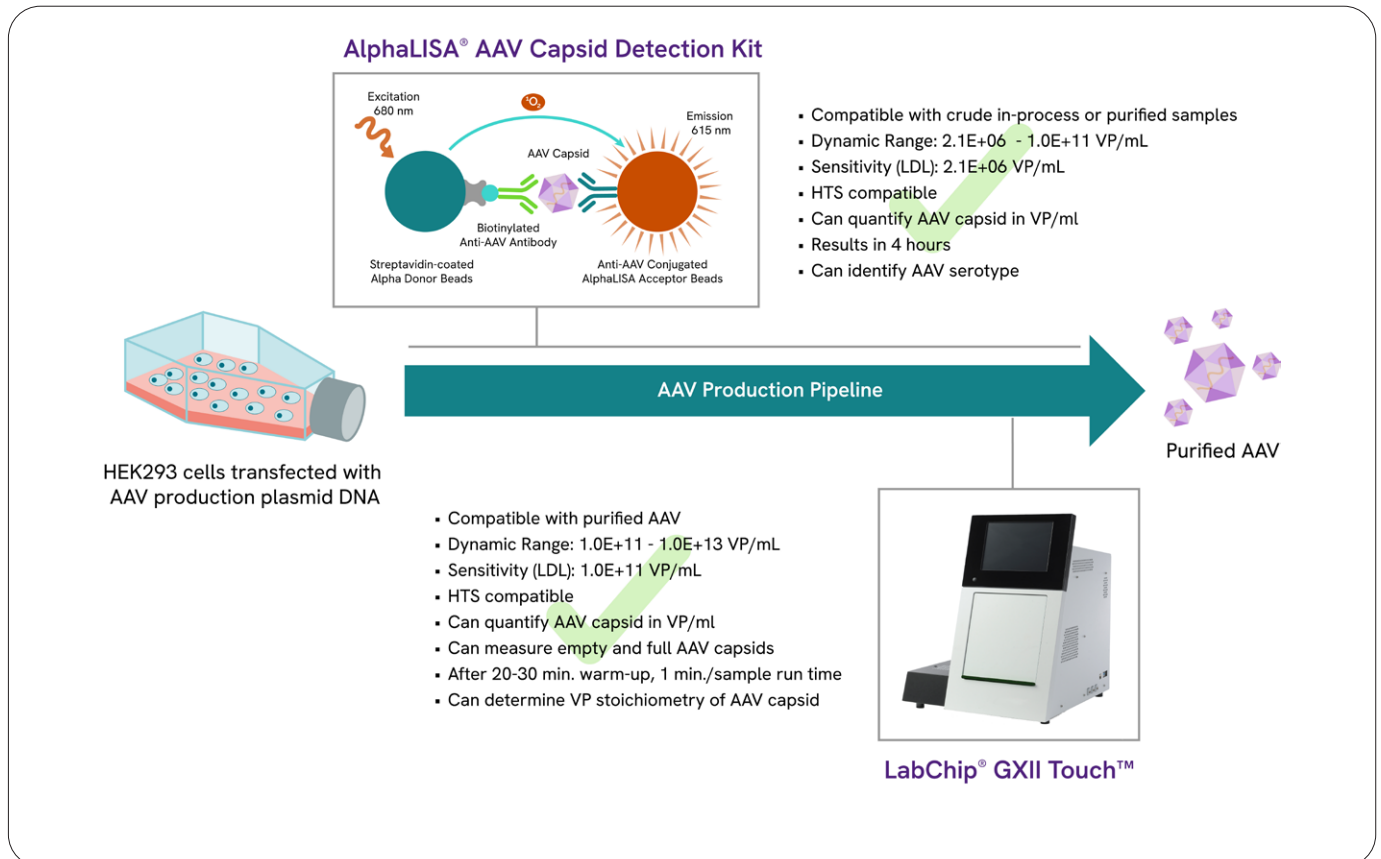 AlphaLISA® AAV Capsid Detection Kit
Excitation
680 nm
¹O₂
Emission
615 nm
AAV Capsid
Biotinylated
Anti-AAV Antibody
Streptavidin-coated
Alpha Donor Beads
Anti-AAV Conjugated
AlphaLISA Acceptor Beads
▪ Compatible with crude in-process or purified samples
▪ Dynamic Range: 2.1E+06 - 1.0E+11 VP/mL
▪ Sensitivity (LDL): 2.1E+06 VP/mL
▪ HTS compatible
▪ Can quantify AAV capsid in VP/ml
▪ Results in 4 hours
▪ Can identify AAV serotype
AAV Production Pipeline
HEK293 cells transfected with
AAV production plasmid DNA
Purified AAV
▪ Compatible with purified AAV
▪ Dynamic Range: 1.0E+11 - 1.0E+13 VP/mL
▪ Sensitivity (LDL): 1.0E+11 VP/mL
▪ HTS compatible
▪ Can quantify AAV capsid in VP/ml
▪ Can measure empty and full AAV capsids
▪ After 20-30 min. warm-up, 1 min./sample run time
▪ Can determine VP stoichiometry of AAV capsid
LabChip® GXII Touch™